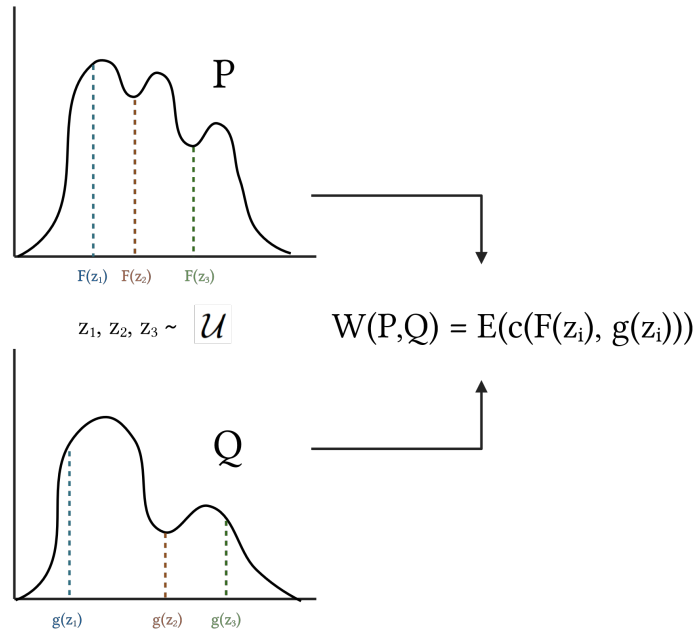 P
F(z₁) F(z₂) F(z₃)
z₁, z₂, z₃ ~ 𝒰
W(P,Q) = E(c(F(zᵢ), g(zᵢ)))
Q
g(z₁) g(z₂) g(z₃)